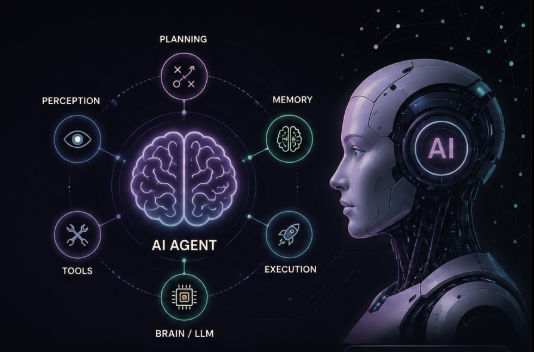 PLANNING
PERCEPTION
MEMORY
AI
AI AGENT
TOOLS
EXECUTION
BRAIN / LLM